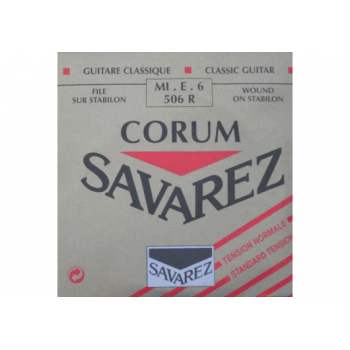 GUITARE CLASSIQUE CLASSIC GUITAR
MI . E . 6
506 R
FILE
SUR STABILON
WOUND
ON STABILON
CORUM
SAVAREZ
TENSION NORMALE
STANDARD TENSION
SAVAREZ